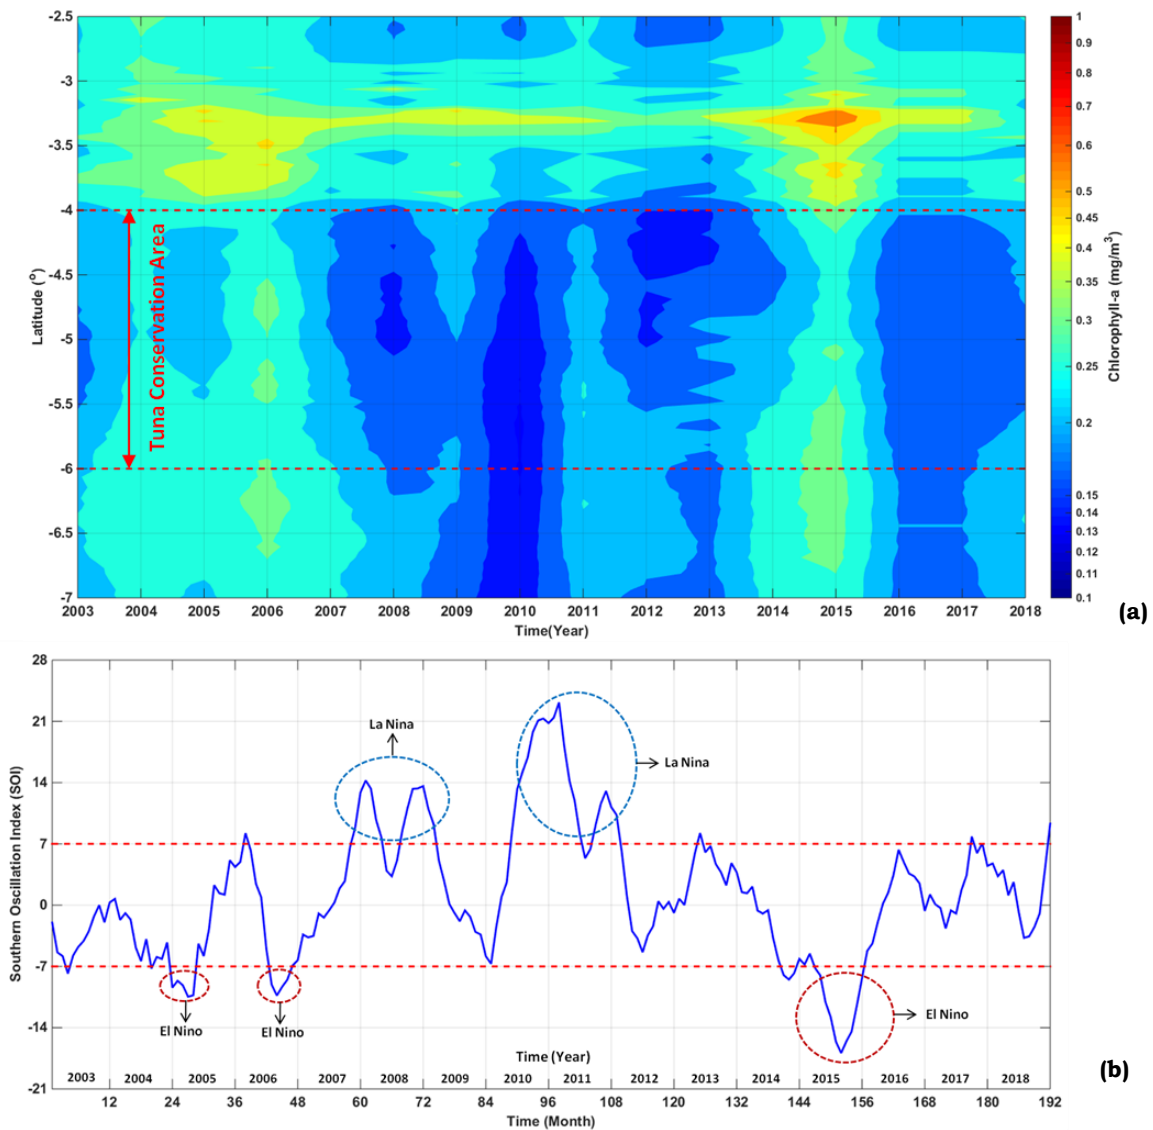 -2.5
-3
-3.5
-4
-4.5
-5
-5.5
-6
-6.5
-7
Latitude (°)
Tuna Conservation Area
2003 2004 2005 2006 2007 2008 2009 2010 2011 2012 2013 2014 2015 2016 2017 2018
Time(Year)
1
0.9
0.8
0.7
0.6
0.5
0.45
0.4
0.35
0.3
0.25
0.2
0.15
0.14
0.13
0.12
0.11
0.1
Chlorophyll-a (mg/m³)
(a)
28
21
14
7
0
-7
-14
-21
Southern Oscillation Index (SOI)
La Nina
La Nina
El Nino
El Nino
El Nino
Time (Year)
2003 2004 2005 2006 2007 2008 2009 2010 2011 2012 2013 2014 2015 2016 2017 2018
12 24 36 48 60 72 84 96 108 120 132 144 156 168 180 192
Time (Month)
(b)